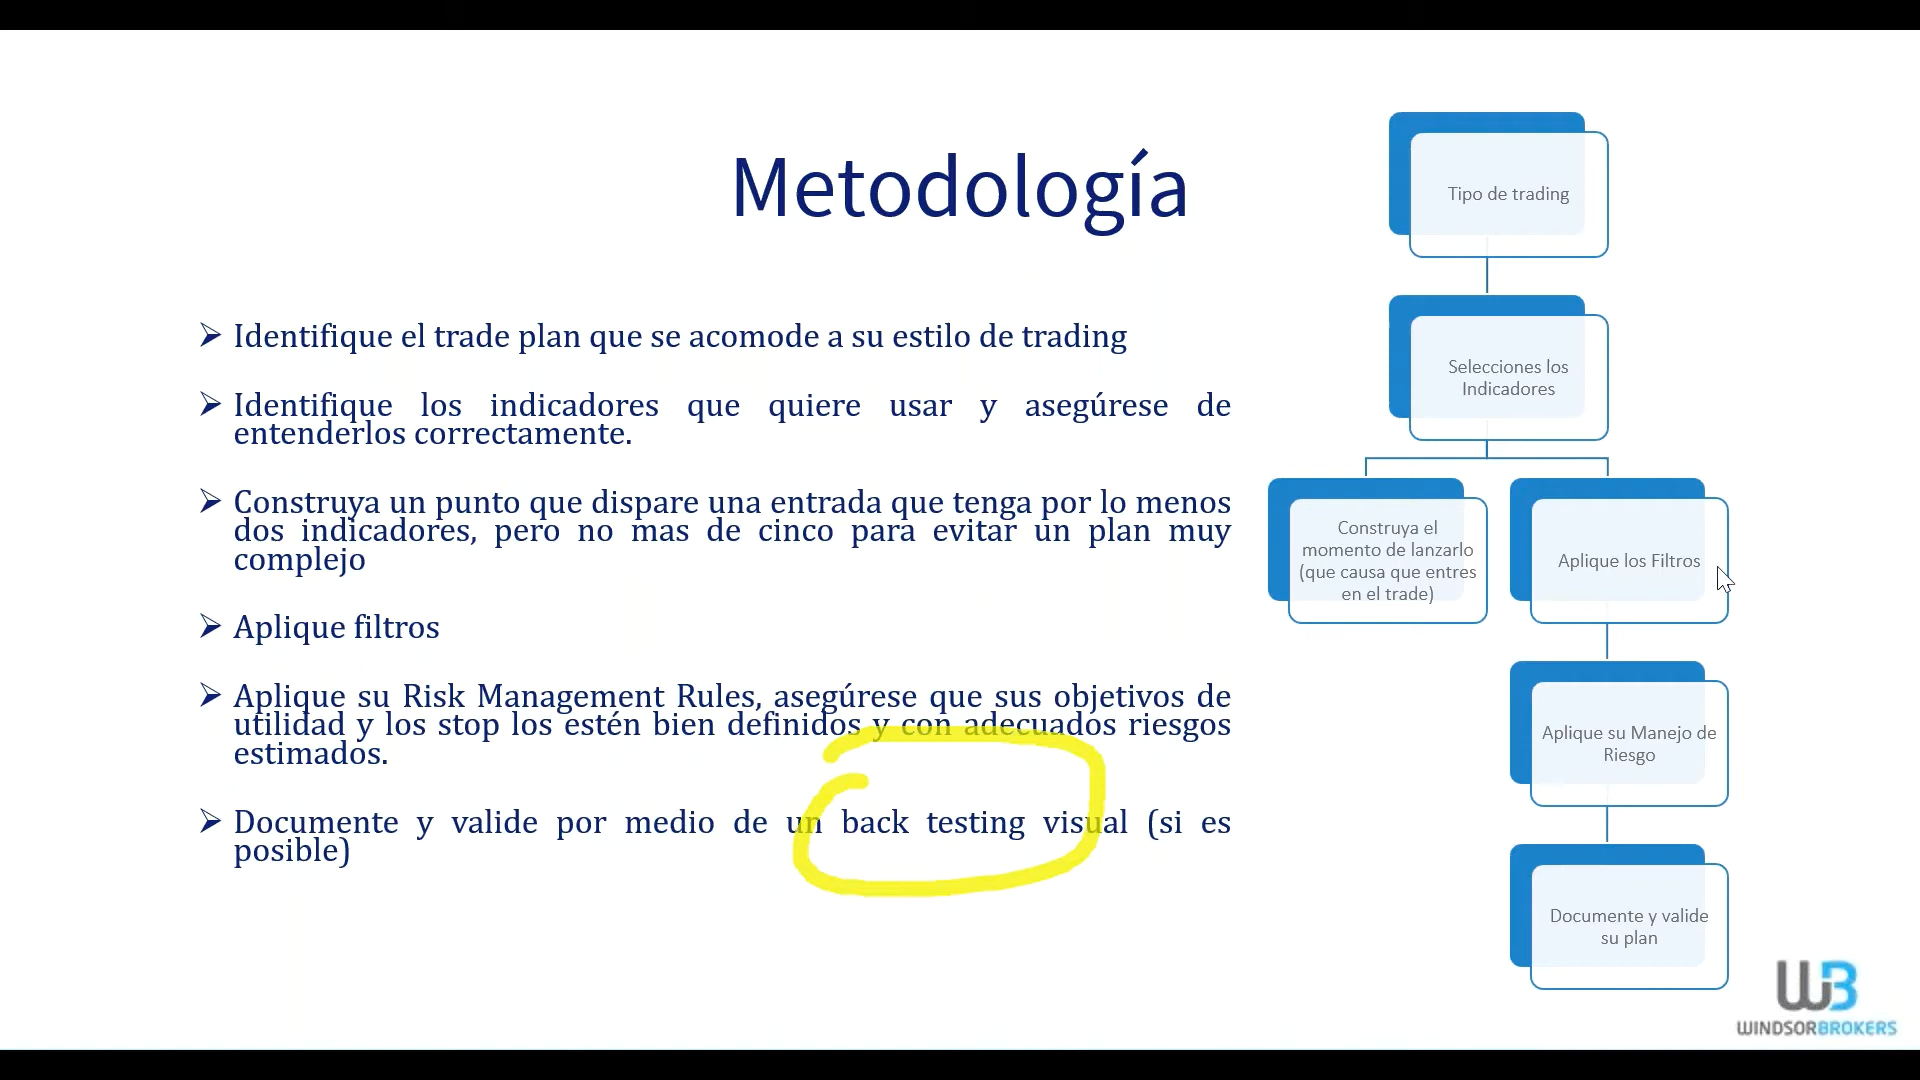 Metodología
Identifique el trade plan que se acomode a su estilo de trading
Identifique los indicadores que quiere usar y asegúrese de
entenderlos correctamente.
Construya un punto que dispare una entrada que tenga por lo menos
dos indicadores, pero no mas de cinco para evitar un plan muy
complejo
Aplique filtros
Aplique su Risk Management Rules, asegúrese que sus objetivos de
utilidad y los stop los estén bien definidos y con adecuados riesgos
estimados.
Documente y valide por medio de un back testing visual (si es
posible)
Tipo de trading
Selecciones los
Indicadores
Construya el
momento de lanzarlo
(que causa que entres
en el trade)
Aplique los Filtros
Aplique su Manejo de
Riesgo
Documente y valide
su plan
WB
WINDSORBROKERS